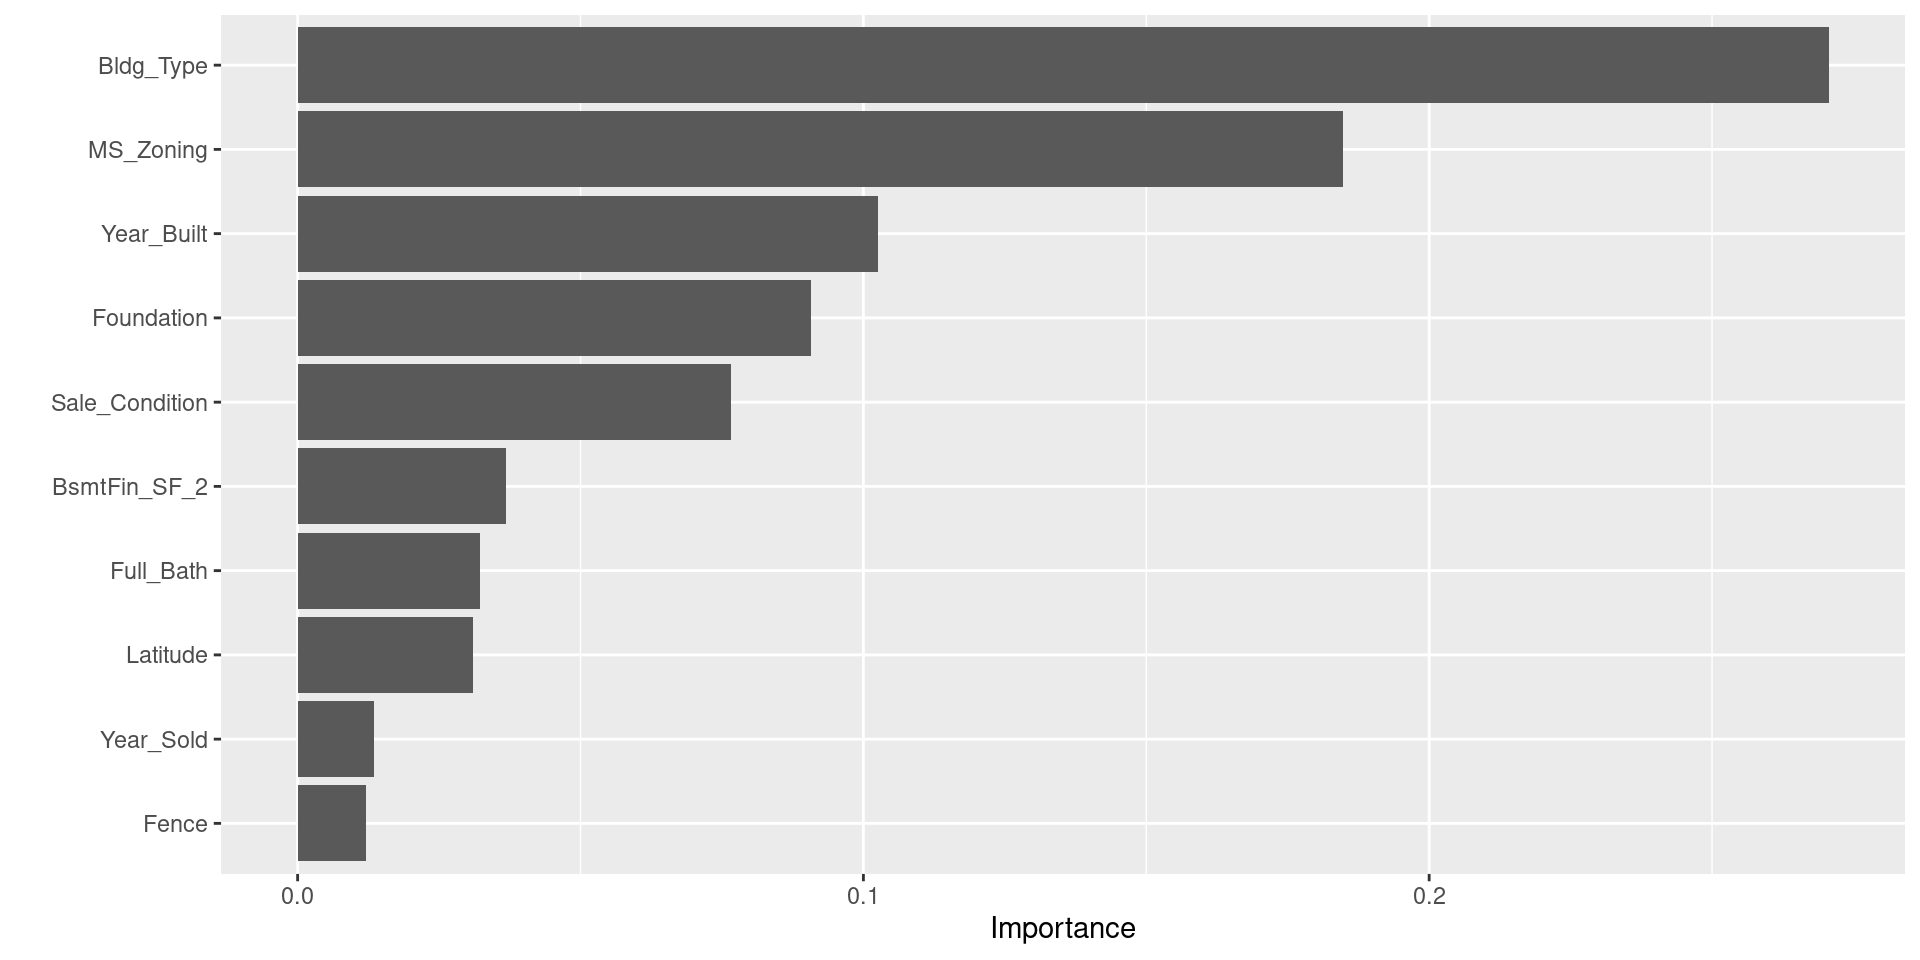 Bldg_Type
MS_Zoning
Year_Built
Foundation
Sale_Condition
BsmtFin_SF_2
Full_Bath
Latitude
Year_Sold
Fence
0.0 0.1 0.2
Importance